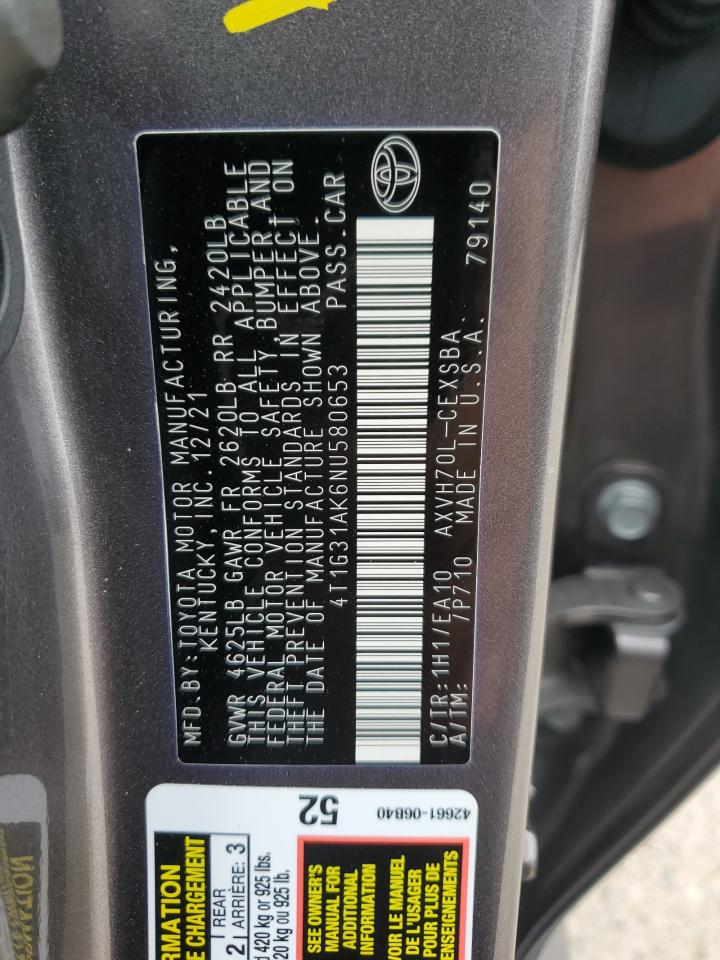 MFD.BY:TOYOTA MOTOR MANUFACTURING,
KENTUCKY, INC. 12/21
GVWR 4625LB GAWR FR 2620LB RR 2420LB
THIS VEHICLE CONFORMS TO ALL APPLICABLE
FEDERAL MOTOR VEHICLE SAFETY, BUMPER AND
THEFT PREVENTION STANDARDS IN EFFECT ON
THE DATE OF MANUFACTURE SHOWN ABOVE.
4T1G31AK6NU580653 PASS.CAR
C/TR:1H1/EA10 AXVH70L-CEXSBA 79140
A/TM: /P710 MADE IN U.S.A.
RMATION
E CHARGEMENT
1 REAR
2 ARRIÈRE: 3
d 420 kg or 925 lbs.
20 kg ou 925 lb.
52
42661-06B40
SEE OWNER'S
MANUAL FOR
ADDITIONAL
INFORMATION
VOIR LE MANUEL
DE L'USAGER
POUR PLUS DE
RENSEIGNEMENTS